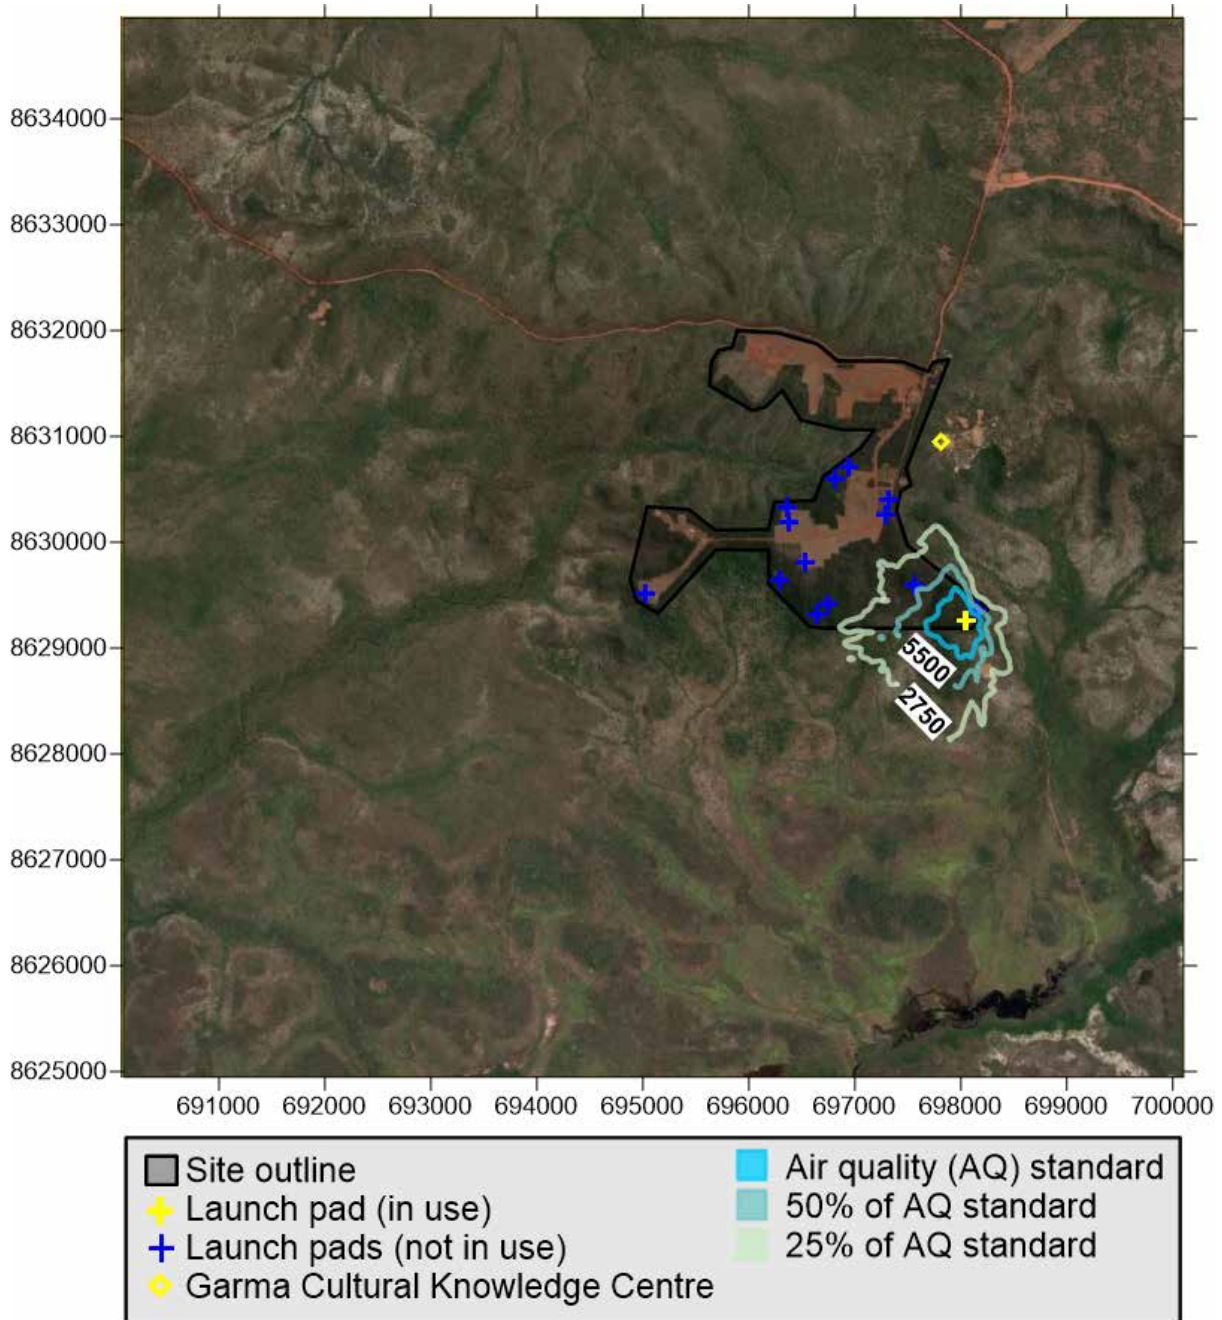 8634000
8633000
8632000
8631000
8630000
8629000
8628000
8627000
8626000
8625000
5500
2750
691000 692000 693000 694000 695000 696000 697000 698000 699000 700000
Site outline
Launch pad (in use)
Launch pads (not in use)
Garma Cultural Knowledge Centre
Air quality (AQ) standard
50% of AQ standard
25% of AQ standard